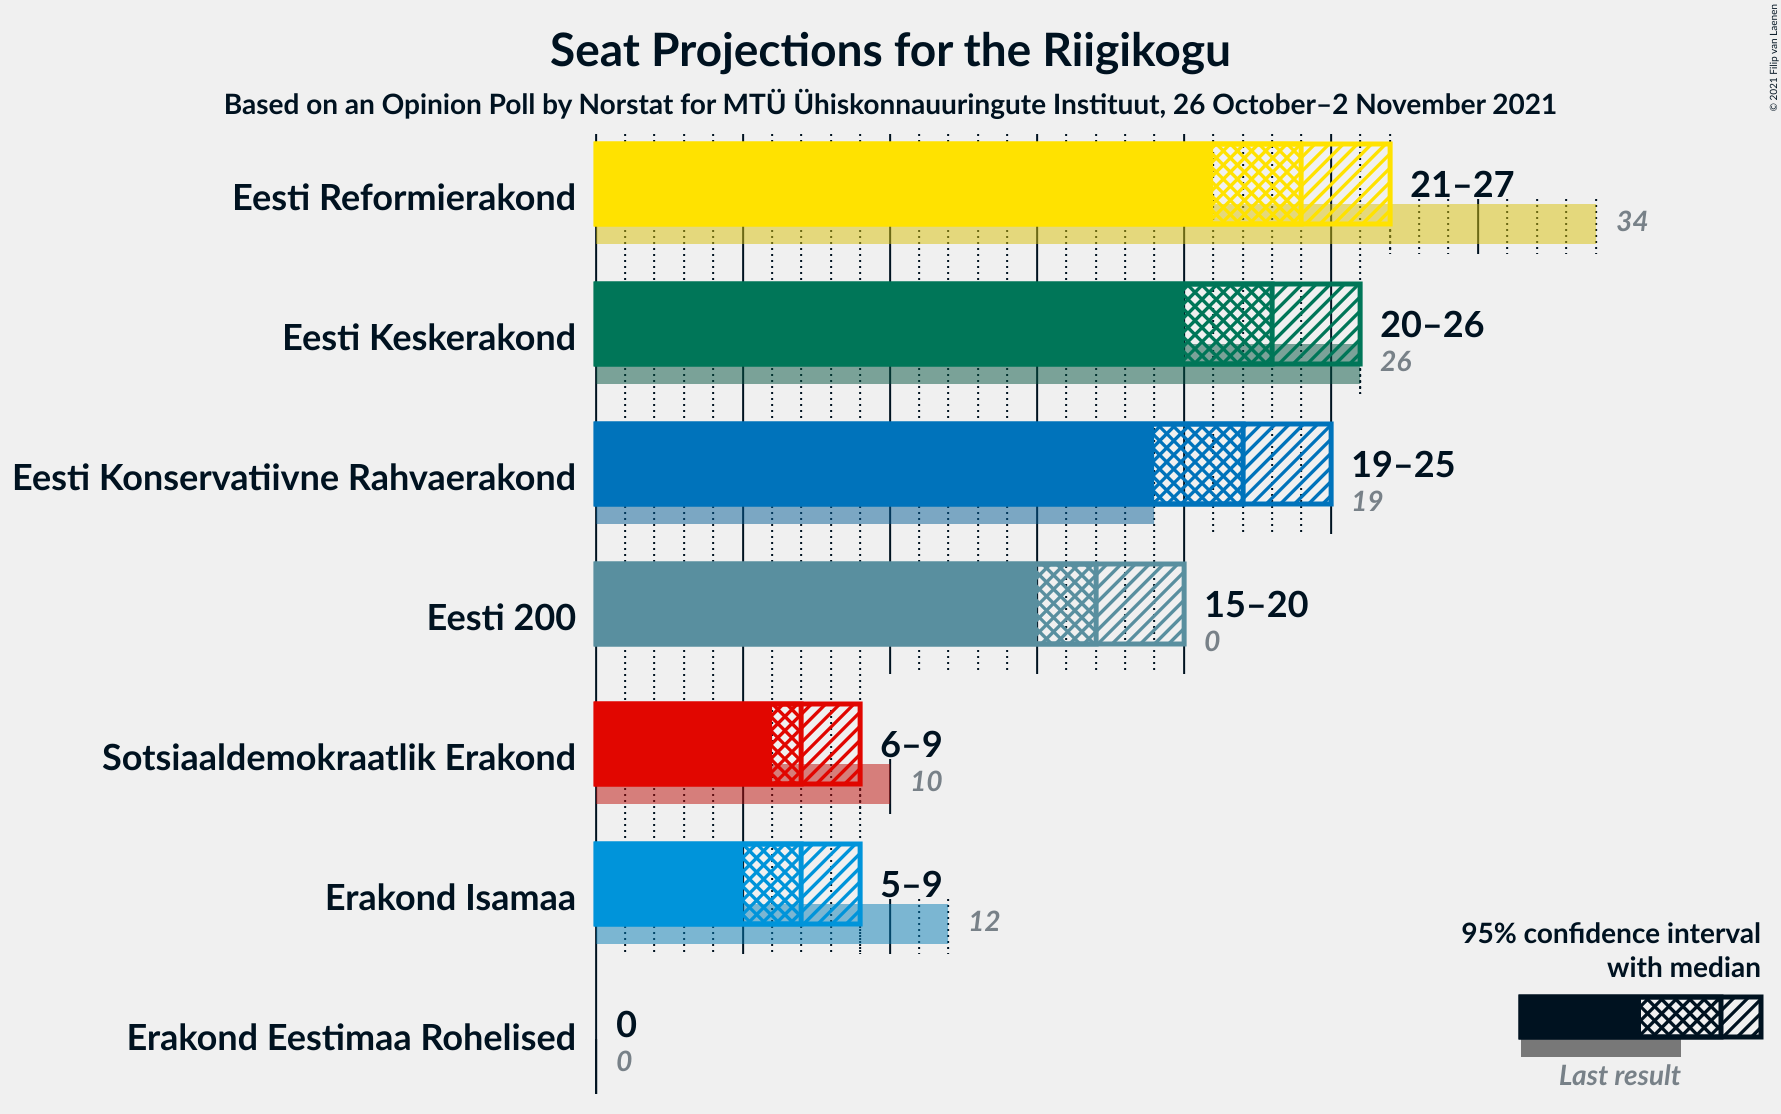 Seat Projections for the Riigikogu
Based on an Opinion Poll by Norstat for MTÜ Ühiskonnauuringute Instituut, 26 October–2 November 2021
© 2021 Filip van Laenen
Eesti Reformierakond
21–27
34
Eesti Keskerakond
20–26
26
Eesti Konservatiivne Rahvaerakond
19–25
19
Eesti 200
15–20
0
Sotsiaaldemokraatlik Erakond
6–9
10
Erakond Isamaa
5–9
12
Erakond Eestimaa Rohelised
0
0
95% confidence interval
with median
Last result